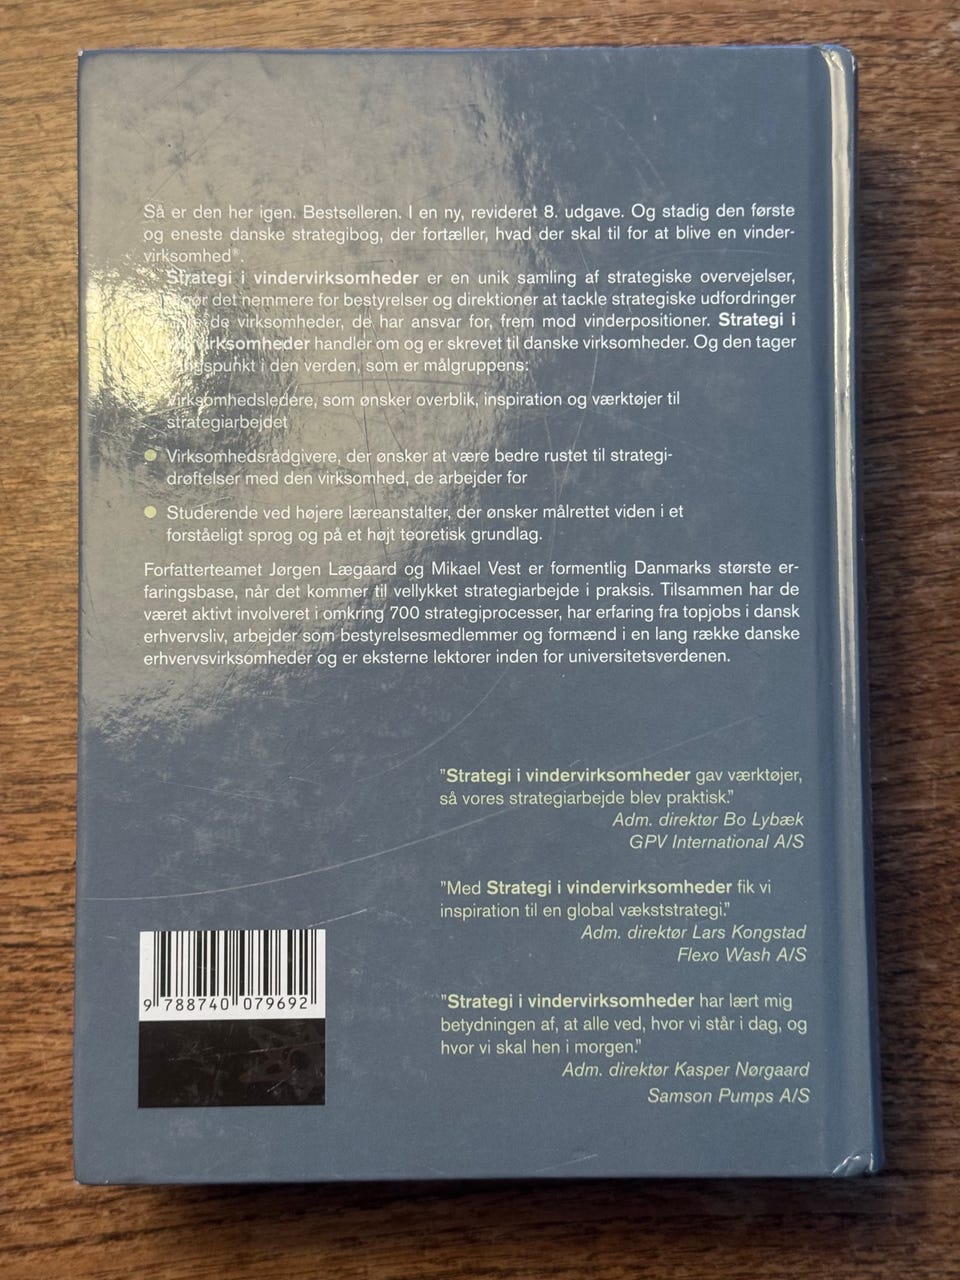 Så er den her igen. Bestselleren. I en ny, revideret 8. udgave. Og stadig den første
og eneste danske strategibog, der fortæller, hvad der skal til for at blive en vinder-
virksomhed®.
Strategi i vindervirksomheder er en unik samling af strategiske overvejelser,
gør det nemmere for bestyrelser og direktioner at tackle strategiske udfordringer
de virksomheder, de har ansvar for, frem mod vinderpositioner. Strategi i
vindervirksomheder handler om og er skrevet til danske virksomheder. Og den tager
i den verden, som er målgruppens:
Virksomhedsledere, som ønsker overblik, inspiration og værktøjer til
strategiarbejdet
Virksomhedsrådgivere, der ønsker at være bedre rustet til strategi-
drøftelser med den virksomhed, de arbejder for
Studerende ved højere læreanstalter, der ønsker målrettet viden i et
forståeligt sprog og på et højt teoretisk grundlag.
Forfatterteamet Jørgen Lægaard og Mikael Vest er formentlig Danmarks største er-
faringsbase, når det kommer til vellykket strategiarbejde i praksis. Tilsammen har de
været aktivt involveret i omkring 700 strategiprocesser, har erfaring fra topjobs i dansk
erhvervsliv, arbejder som bestyrelsesmedlemmer og formænd i en lang række danske
erhvervsvirksomheder og er eksterne lektorer inden for universitetsverdenen.
"Strategi i vindervirksomheder gav værktøjer,
så vores strategiarbejde blev praktisk."
Adm. direktør Bo Lybæk
GPV International A/S
"Med Strategi i vindervirksomheder fik vi
inspiration til en global vækststrategi."
Adm. direktør Lars Kongstad
Flexo Wash A/S
"Strategi i vindervirksomheder har lært mig
betydningen af, at alle ved, hvor vi står i dag, og
hvor vi skal hen i morgen."
Adm. direktør Kasper Nørgaard
Samson Pumps A/S
9 788740 079692